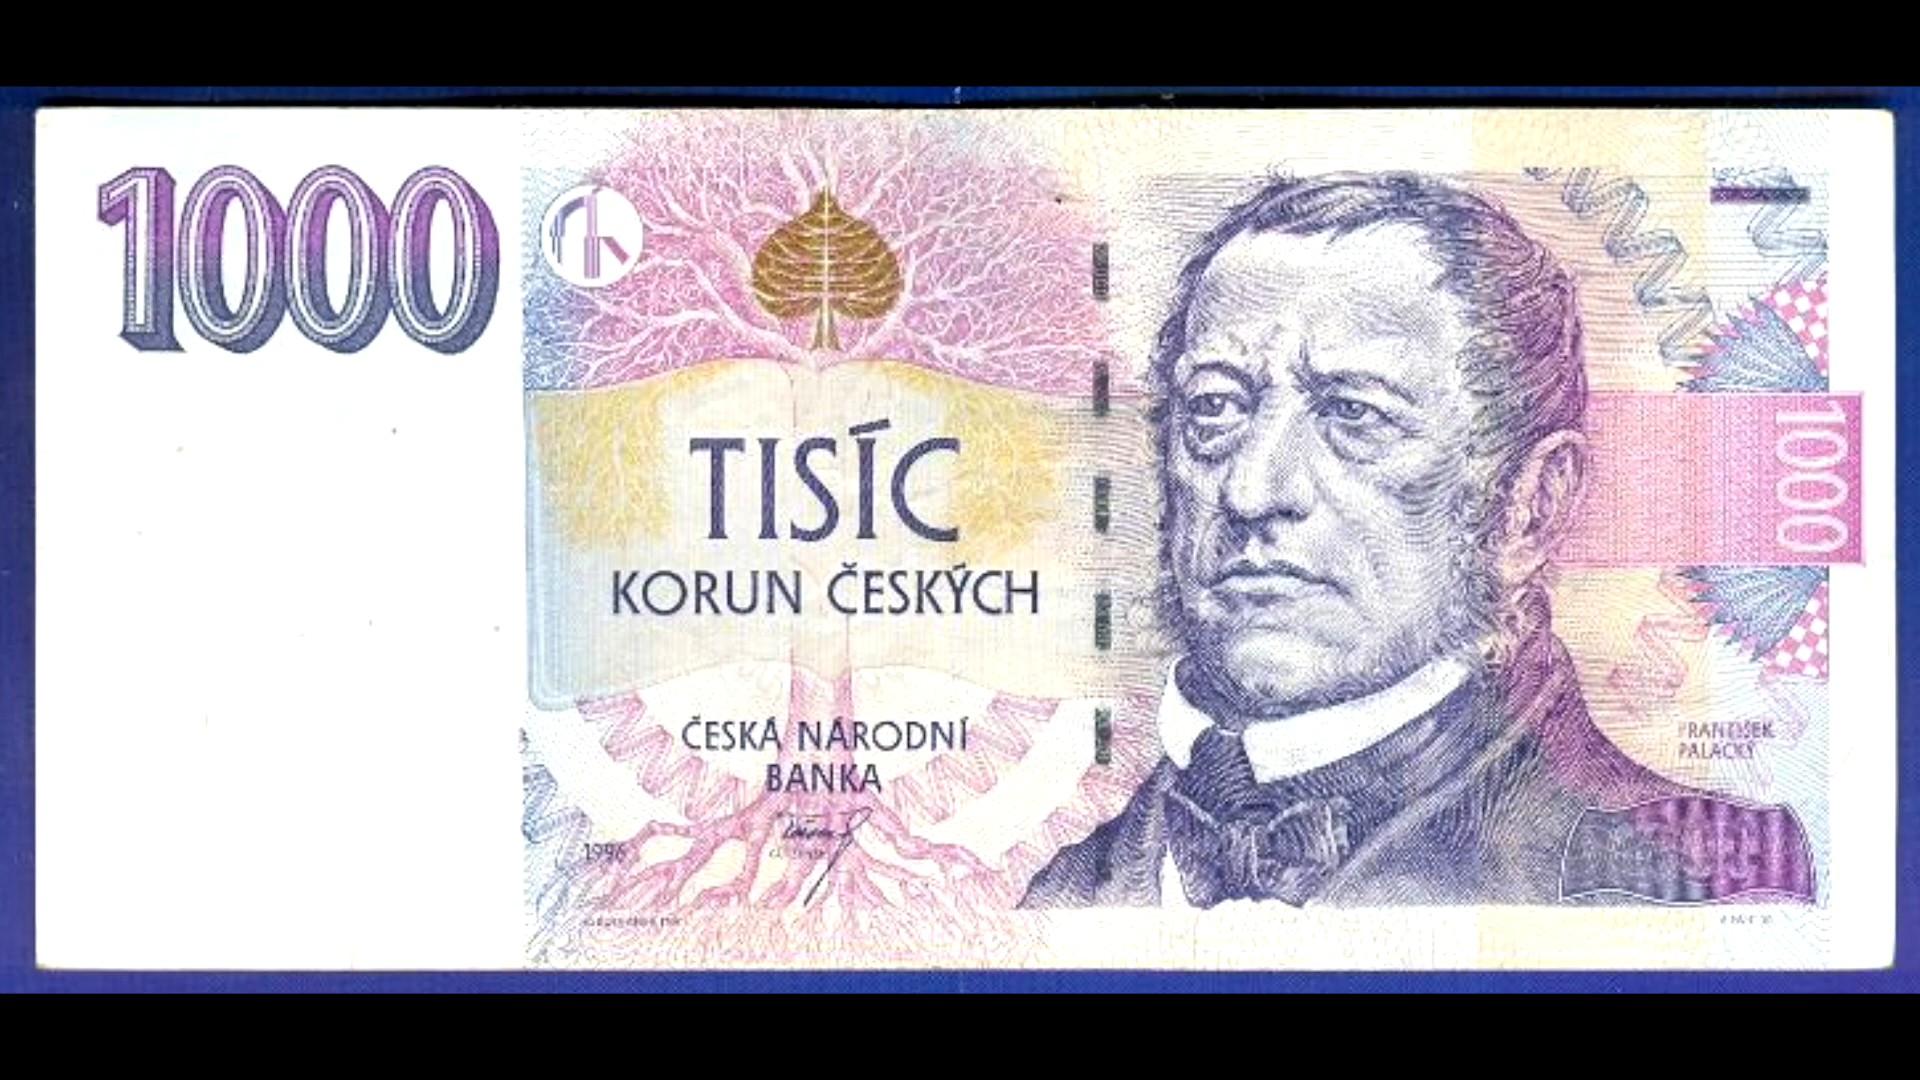 1000
TISÍC
KORUN ČESKÝCH
ČESKÁ NÁRODNÍ
BANKA
1996
1000
FRANTIŠEK
PALACKÝ